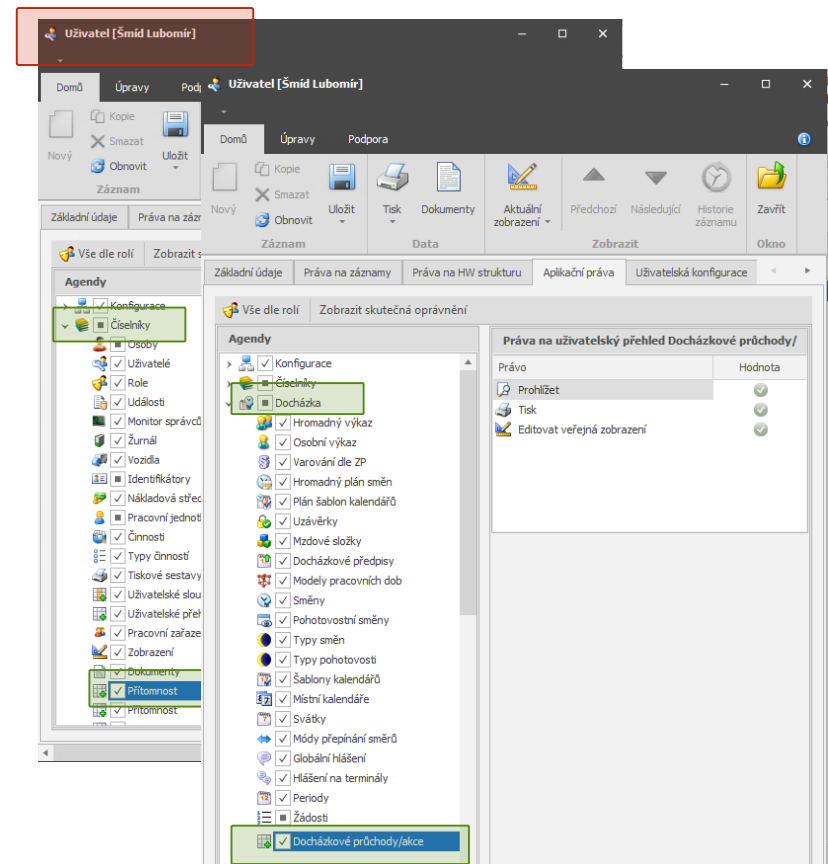 Uživatel [Šmíd Lubomír]
Domů Úpravy Podp
Kopie
Smazat
Nový Obnovit Uložit
Záznam
Základní údaje Práva na zázn
Vše dle rolí Zobrazit s
Agendy
Konfigurace
Číselníky
Osoby
Uživatelé
Role
Události
Monitor správců
Žurnál
Vozidla
Identifikátory
Nákladová střed
Pracovní jednot
Činnosti
Typy činností
Tiskové sestavy
Uživatelské slou
Uživatelské přeh
Pracovní zařaze
Zobrazení
Dokumenty
Přítomnost
Přítomnost
Uživatel [Šmíd Lubomír]
Domů Úpravy Podpora
Kopie
Smazat
Nový Obnovit Uložit Tisk Dokumenty Aktuální zobrazení Předchozí Následující Historie záznamu Zavřít
Záznam Data Zobrazit Okno
Základní údaje Práva na záznamy Práva na HW strukturu Aplikační práva Uživatelská konfigurace
Vše dle rolí Zobrazit skutečná oprávnění
Agendy
Konfigurace
Číselníky
Docházka
Hromadný výkaz
Osobní výkaz
Varování dle ZP
Hromadný plán směn
Plán šablon kalendářů
Uzávěrky
Mzdové složky
Docházkové předpisy
Modely pracovních dob
Směny
Pohotovostní směny
Typy směn
Typy pohotovosti
Šablony kalendářů
Místní kalendáře
Svátky
Módy přepínání směrů
Globální hlášení
Hlášení na terminály
Periody
Žádosti
Docházkové průchody/akce
Práva na uživatelský přehled Docházkové průchody/
Právo Hodnota
Prohlížet
Tisk
Editovat veřejná zobrazení